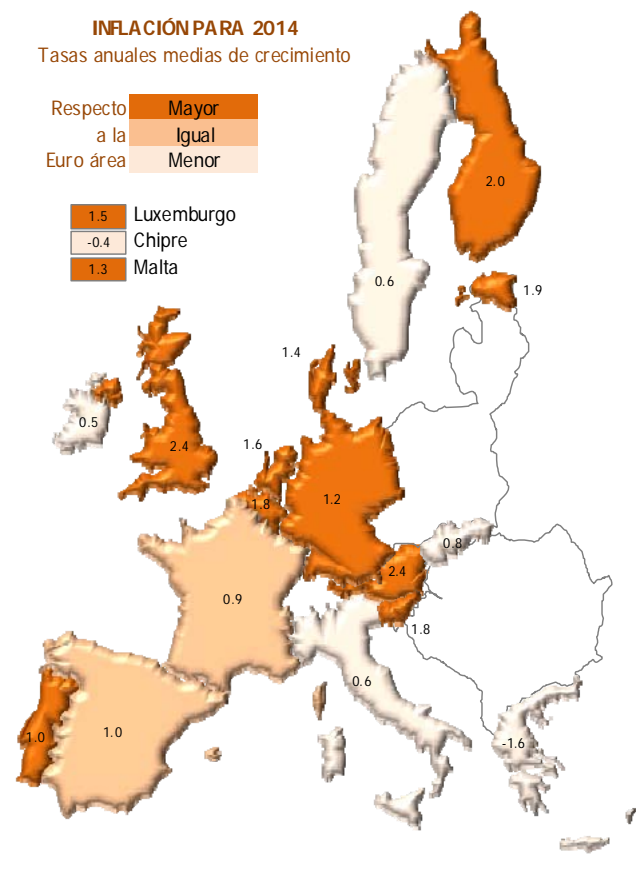 INFLACIÓN PARA 2014
Tasas anuales medias de crecimiento
Respecto Mayor
a la Igual
Euro área Menor
1.5 Luxemburgo
-0.4 Chipre
1.3 Malta
2.0
0.6
1.9
1.4
0.5
2.4
1.6
1.8
1.2
0.8
2.4
0.9
1.8
0.6
1.0
1.0
-1.6